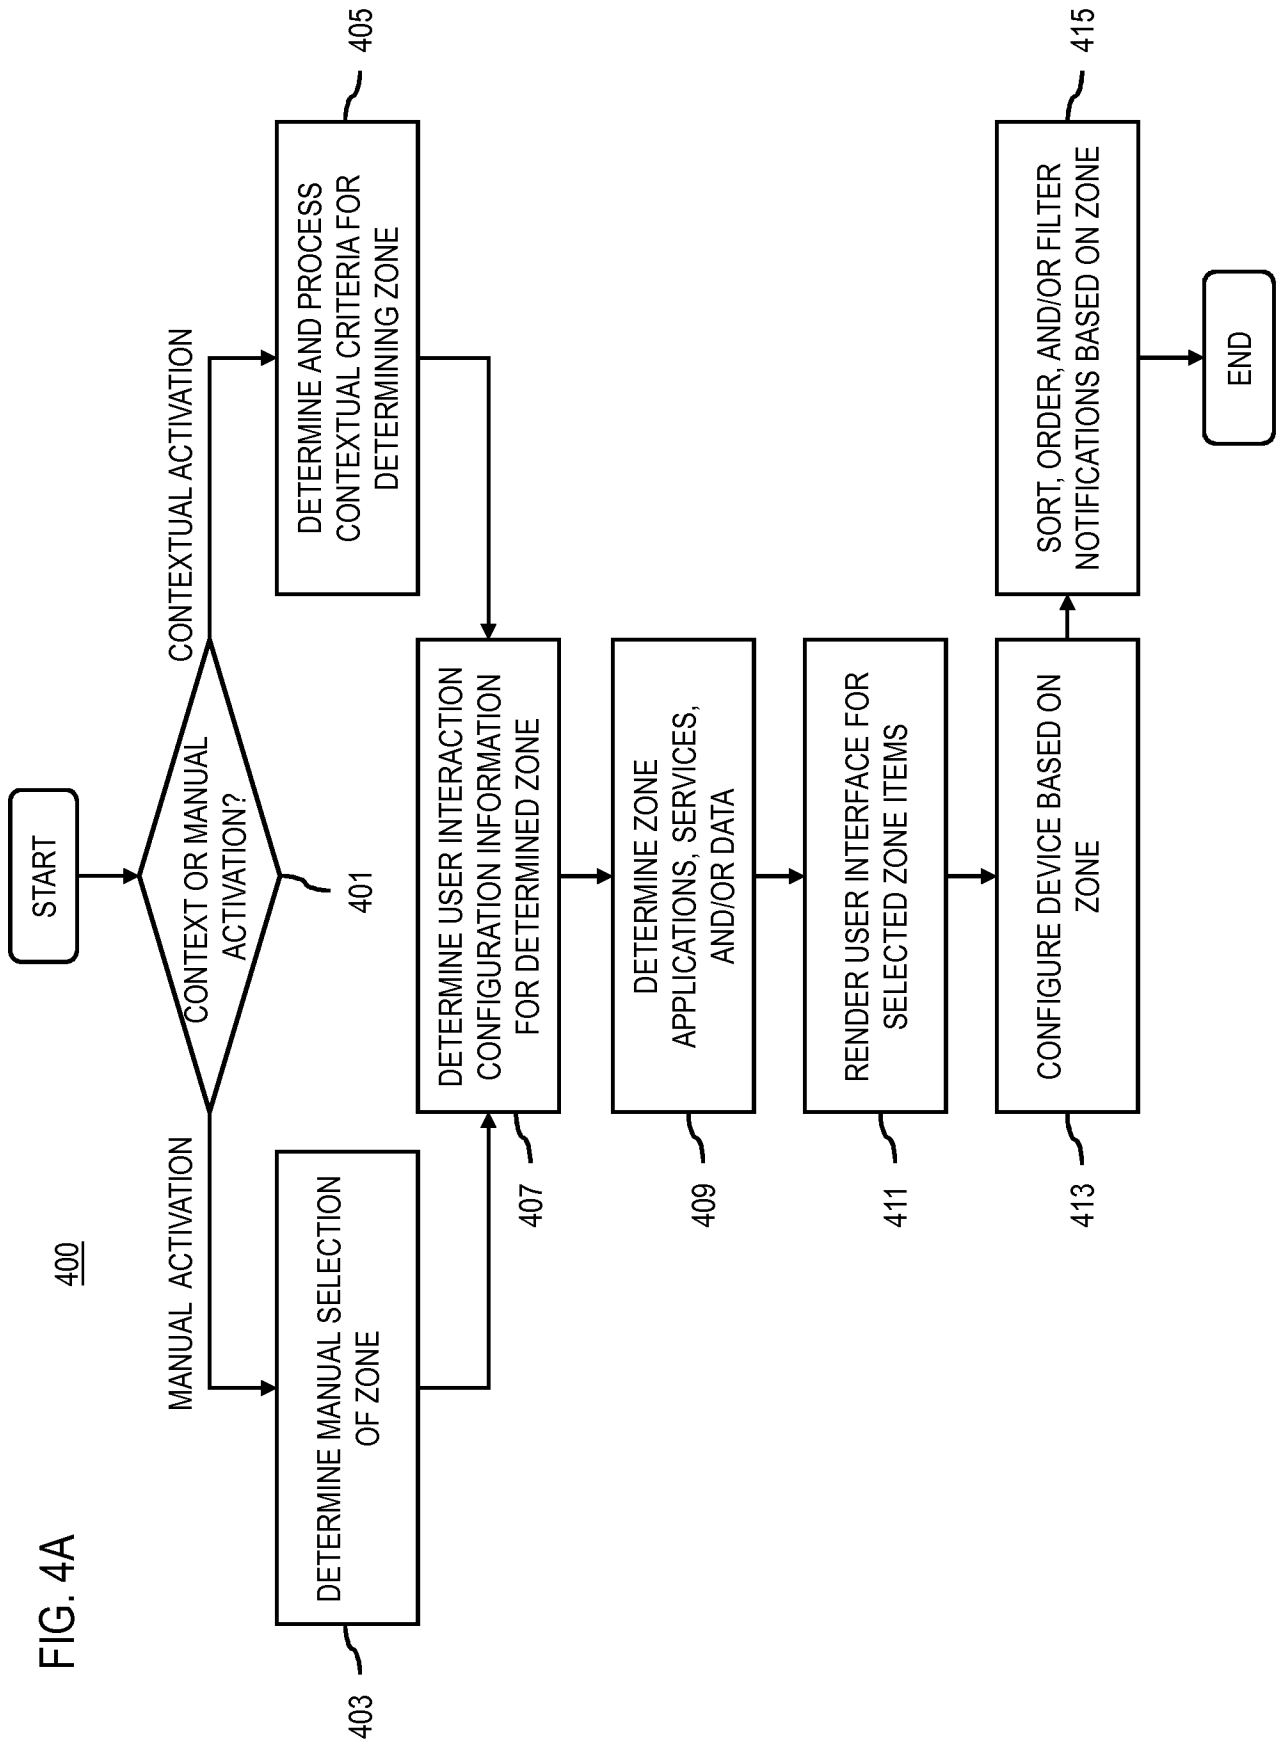 FIG. 4A
400
START
CONTEXT OR MANUAL
ACTIVATION?
401
MANUAL ACTIVATION
CONTEXTUAL ACTIVATION
DETERMINE MANUAL SELECTION
OF ZONE
403
DETERMINE AND PROCESS
CONTEXTUAL CRITERIA FOR
DETERMINING ZONE
405
DETERMINE USER INTERACTION
CONFIGURATION INFORMATION
FOR DETERMINED ZONE
407
DETERMINE ZONE
APPLICATIONS, SERVICES,
AND/OR DATA
409
RENDER USER INTERFACE FOR
SELECTED ZONE ITEMS
411
CONFIGURE DEVICE BASED ON
ZONE
413
SORT, ORDER, AND/OR FILTER
NOTIFICATIONS BASED ON ZONE
415
END